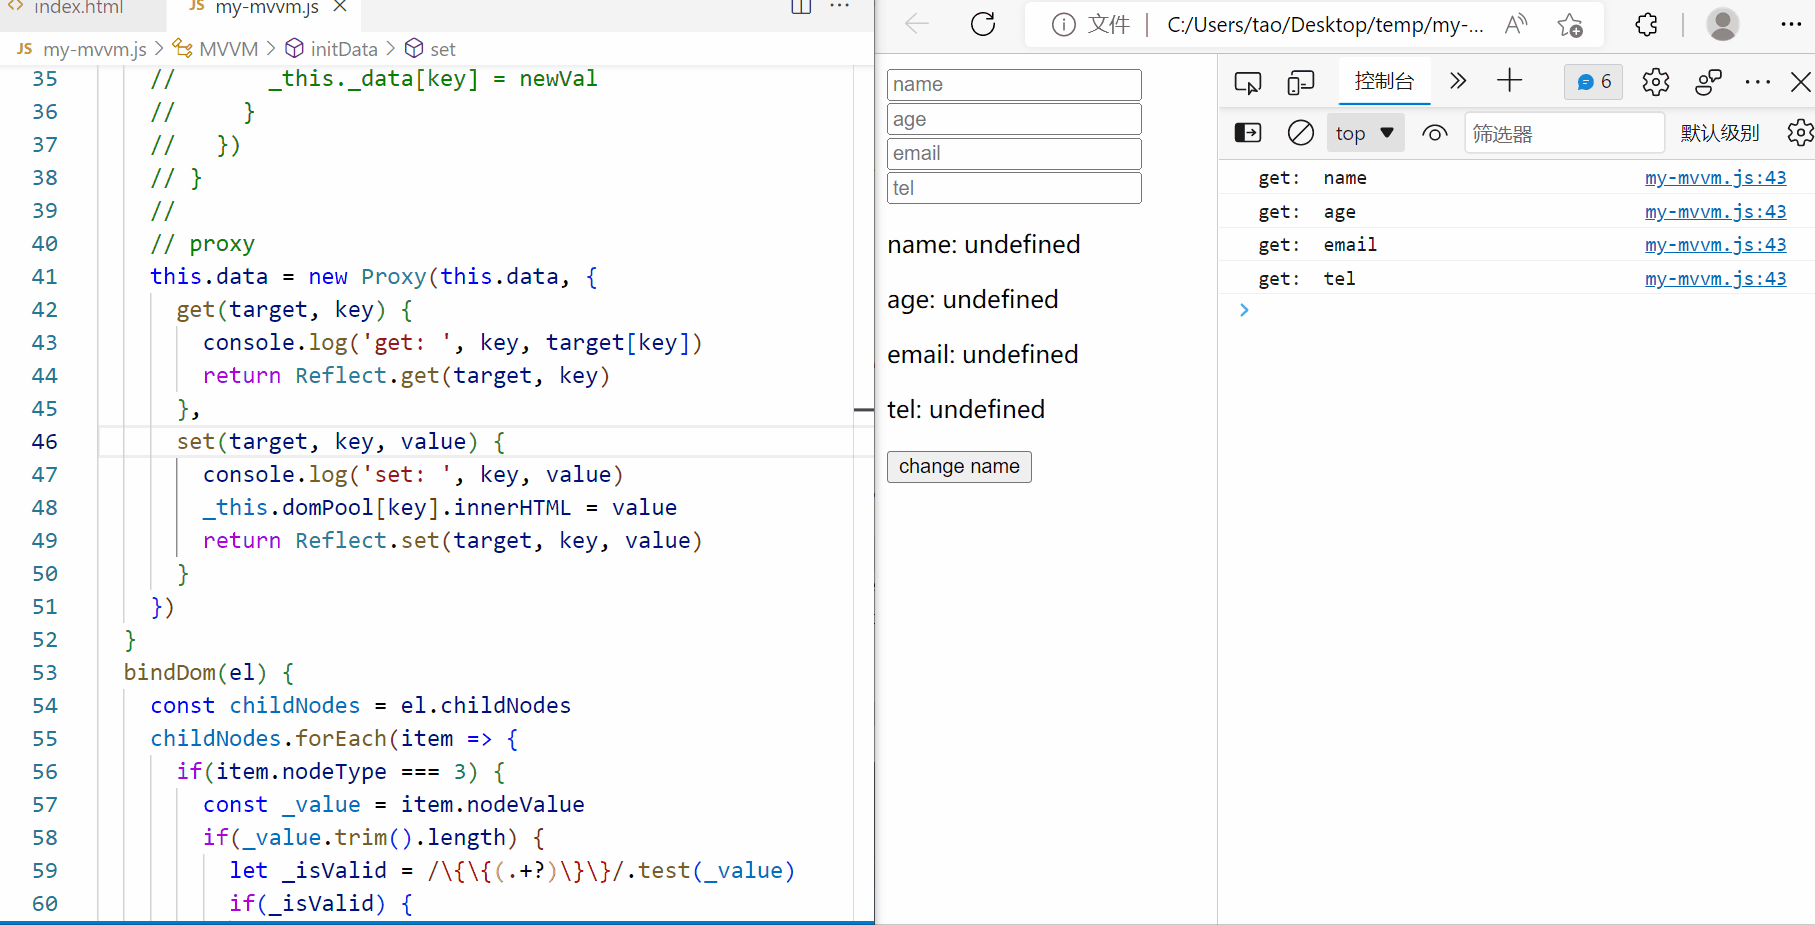 index.html
JS my-mvvm.js
JS my-mvvm.js > MVVM > initData > set
35 // _this._data[key] = newVal
36 // }
37 // })
38 // }
39 //
40 // proxy
41 this.data = new Proxy(this.data, {
42 get(target, key) {
43 console.log('get: ', key, target[key])
44 return Reflect.get(target, key)
45 },
46 set(target, key, value) {
47 console.log('set: ', key, value)
48 _this.domPool[key].innerHTML = value
49 return Reflect.set(target, key, value)
50 }
51 })
52 }
53 bindDom(el) {
54 const childNodes = el.childNodes
55 childNodes.forEach(item => {
56 if(item.nodeType === 3) {
57 const _value = item.nodeValue
58 if(_value.trim().length) {
59 let _isValid = /\{\{(.+?)\}\}/.test(_value)
60 if(_isValid) {
文件 | C:/Users/tao/Desktop/temp/my-...
name
age
email
tel
name: undefined
age: undefined
email: undefined
tel: undefined
change name
控制台
6
top
筛选器
默认级别
get: name my-mvvm.js:43
get: age my-mvvm.js:43
get: email my-mvvm.js:43
get: tel my-mvvm.js:43